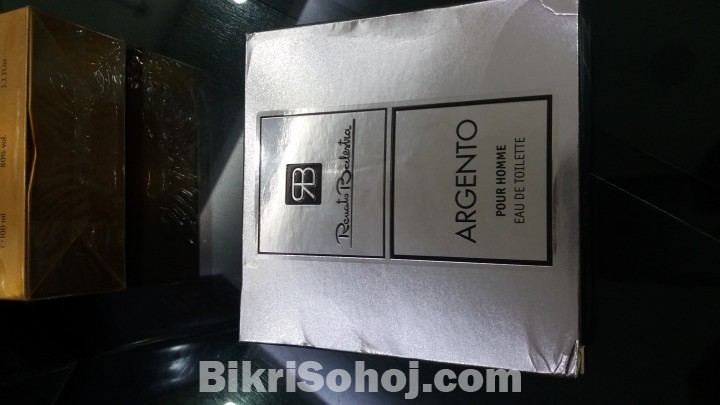 RB
Renato Balestra
ARGENTO
POUR HOMME
EAU DE TOILETTE
80% vol.
100 ml
BikriSohoj.com